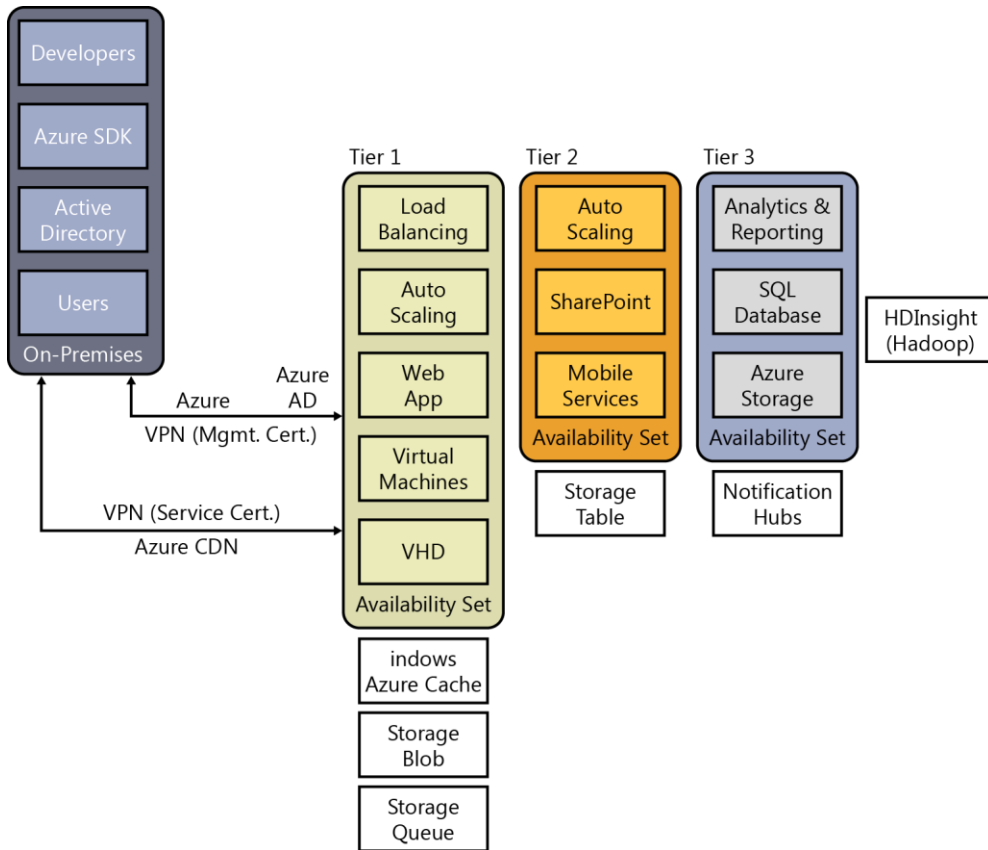 Developers
Azure SDK
Active
Directory
Users
On-Premises
Azure
Azure
AD
VPN (Mgmt. Cert.)
VPN (Service Cert.)
Azure CDN
Tier 1
Load
Balancing
Auto
Scaling
Web
App
Virtual
Machines
VHD
Availability Set
indows
Azure Cache
Storage
Blob
Storage
Queue
Tier 2
Auto
Scaling
SharePoint
Mobile
Services
Availability Set
Storage
Table
Tier 3
Analytics &
Reporting
SQL
Database
Azure
Storage
Availability Set
Notification
Hubs
HDInsight
(Hadoop)